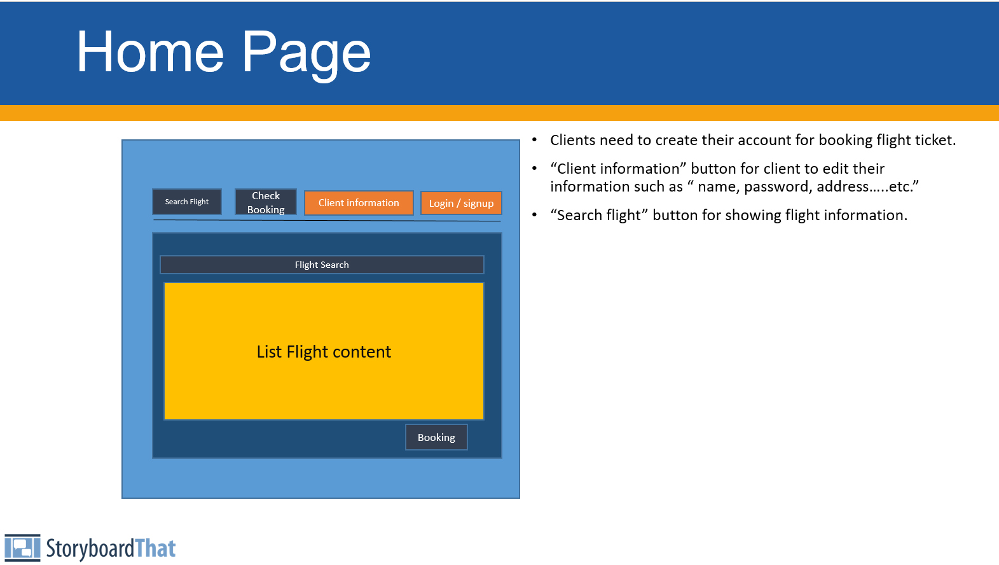 Home Page
Search Flight
Check
Booking
Client information
Login / signup
Flight Search
List Flight content
Booking
• Clients need to create their account for booking flight ticket.
• “Client information” button for client to edit their
information such as “ name, password, address…..etc.”
• “Search flight” button for showing flight information.
StoryboardThat